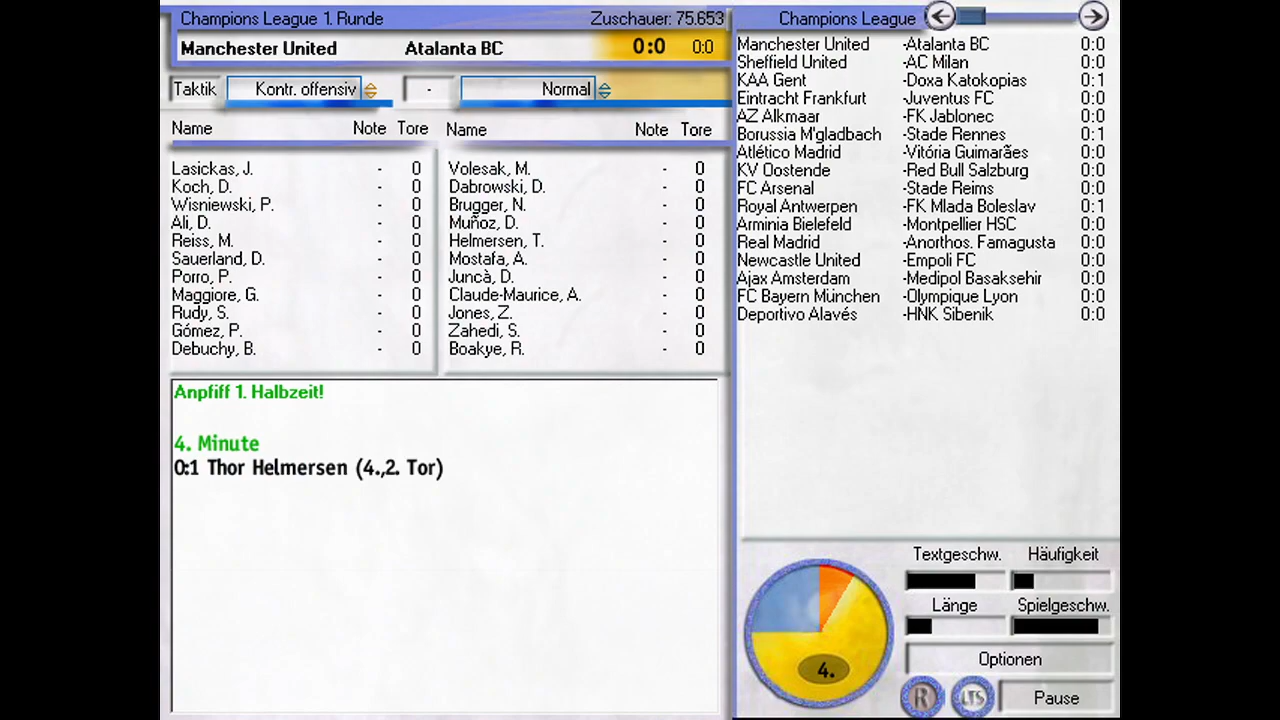 Champions League 1. Runde Zuschauer: 75.653
Manchester United Atalanta BC 0:0 0:0
Taktik Kontr. offensiv - Normal
Name Note Tore Name Note Tore
Lasickas, J. - 0 Volesak, M. - 0
Koch, D. - 0 Dabrowski, D. - 0
Wisniewski, P. - 0 Brugger, N. - 0
Ali, D. - 0 Muñoz, D. - 0
Reiss, M. - 0 Helmersen, T. - 0
Sauerland, D. - 0 Mostafa, A. - 0
Porro, P. - 0 Juncà, D. - 0
Maggiore, G. - 0 Claude-Maurice, A. - 0
Rudy, S. - 0 Jones, Z. - 0
Gómez, P. - 0 Zahedi, S. - 0
Debuchy, B. - 0 Boakye, R. - 0
Anpfiff 1. Halbzeit!
4. Minute
0:1 Thor Helmersen (4.,2. Tor)
Champions League
Manchester United -Atalanta BC 0:0
Sheffield United -AC Milan 0:0
KAA Gent -Doxa Katokopias 0:1
Eintracht Frankfurt -Juventus FC 0:0
AZ Alkmaar -FK Jablonec 0:0
Borussia M'gladbach -Stade Rennes 0:1
Atlético Madrid -Vitória Guimarães 0:0
KV Oostende -Red Bull Salzburg 0:0
FC Arsenal -Stade Reims 0:0
Royal Antwerpen -FK Mlada Boleslav 0:1
Arminia Bielefeld -Montpellier HSC 0:0
Real Madrid -Anorthos. Famagusta 0:0
Newcastle United -Empoli FC 0:0
Ajax Amsterdam -Medipol Basaksehir 0:0
FC Bayern München -Olympique Lyon 0:0
Deportivo Alavés -HNK Sibenik 0:0
Textgeschw. Häufigkeit
Länge Spielgeschw.
4.
Optionen
R LTS Pause